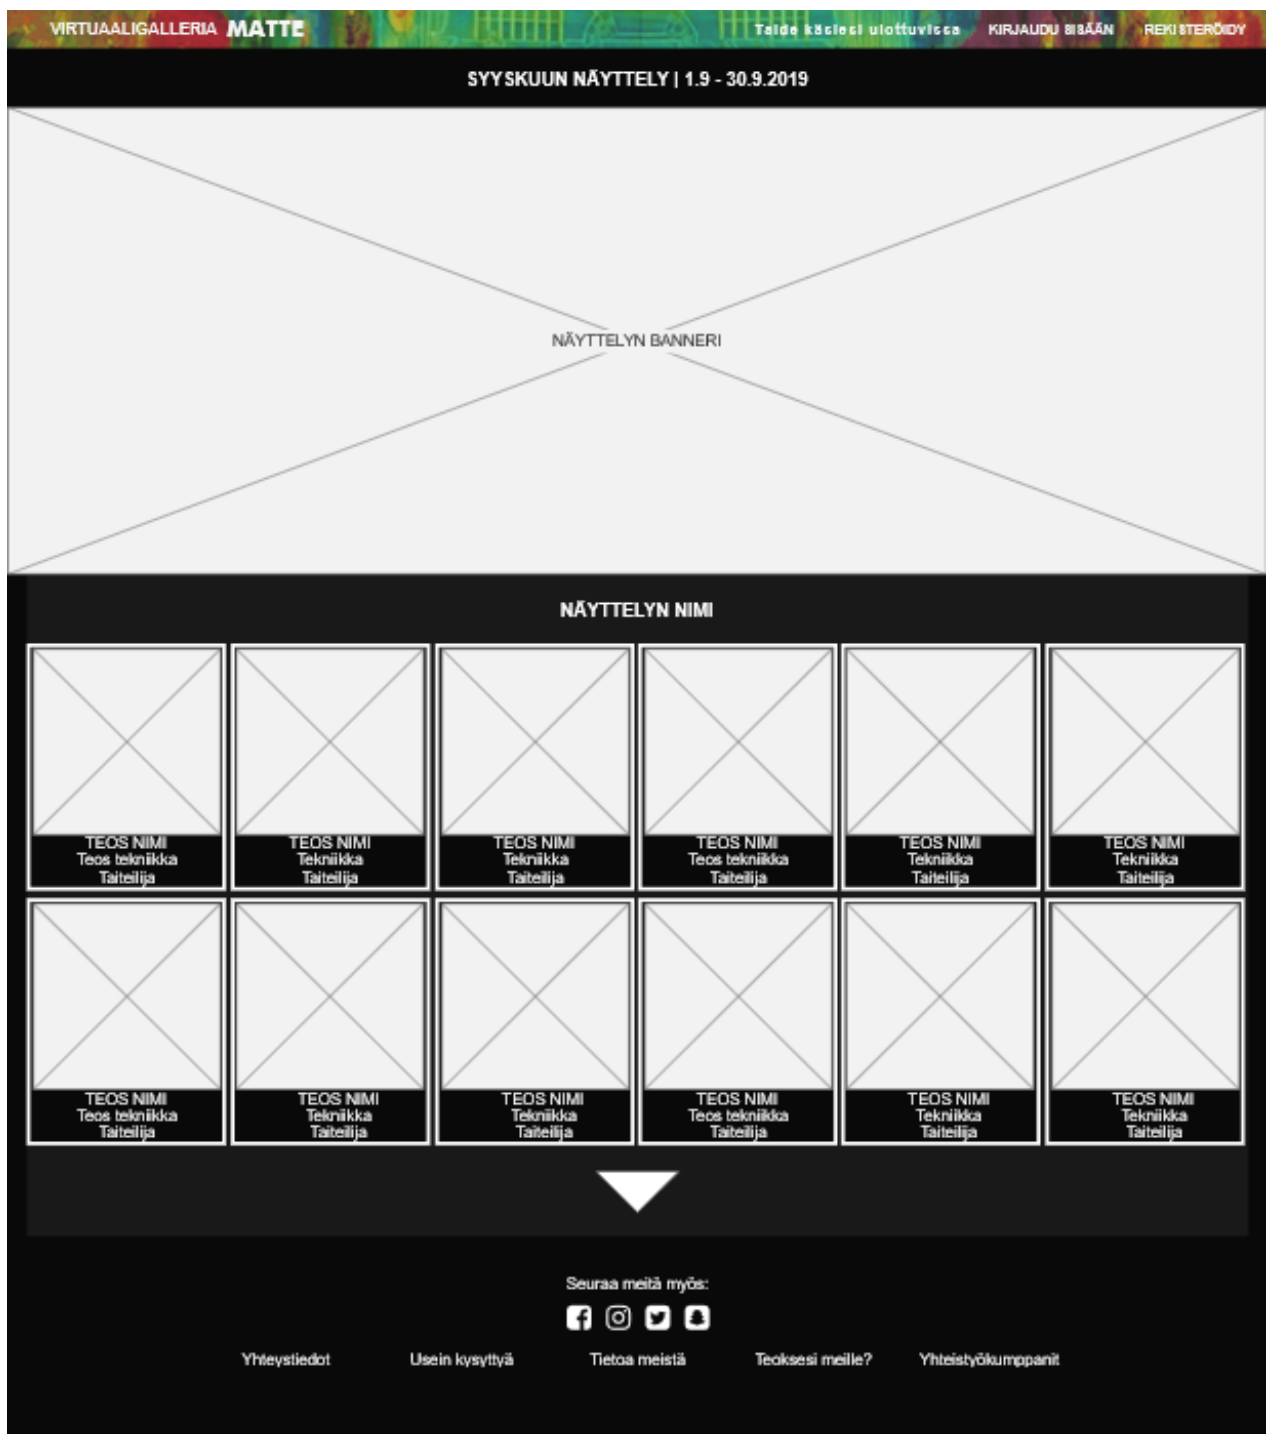 VIRTUAALIGALLERIA MATTE
Taide käsiesi ulottuvissa KIRJAUDU SISÄÄN REKISTERÖIDY
SYYSKUUN NÄYTTELY | 1.9 - 30.9.2019
NÄYTTELYN BANNERI
NÄYTTELYN NIMI
TEOS NIMI
Teos tekniikka
Taiteilija
TEOS NIMI
Tekniikka
Taiteilija
TEOS NIMI
Tekniikka
Taiteilija
TEOS NIMI
Teos tekniikka
Taiteilija
TEOS NIMI
Tekniikka
Taiteilija
TEOS NIMI
Tekniikka
Taiteilija
TEOS NIMI
Teos tekniikka
Taiteilija
TEOS NIMI
Tekniikka
Taiteilija
TEOS NIMI
Tekniikka
Taiteilija
TEOS NIMI
Teos tekniikka
Taiteilija
TEOS NIMI
Tekniikka
Taiteilija
TEOS NIMI
Tekniikka
Taiteilija
Seuraa meitä myös:
Yhteystiedot Usein kysyttyä Tietoa meistä Teoksesi meille? Yhteistyökumppanit